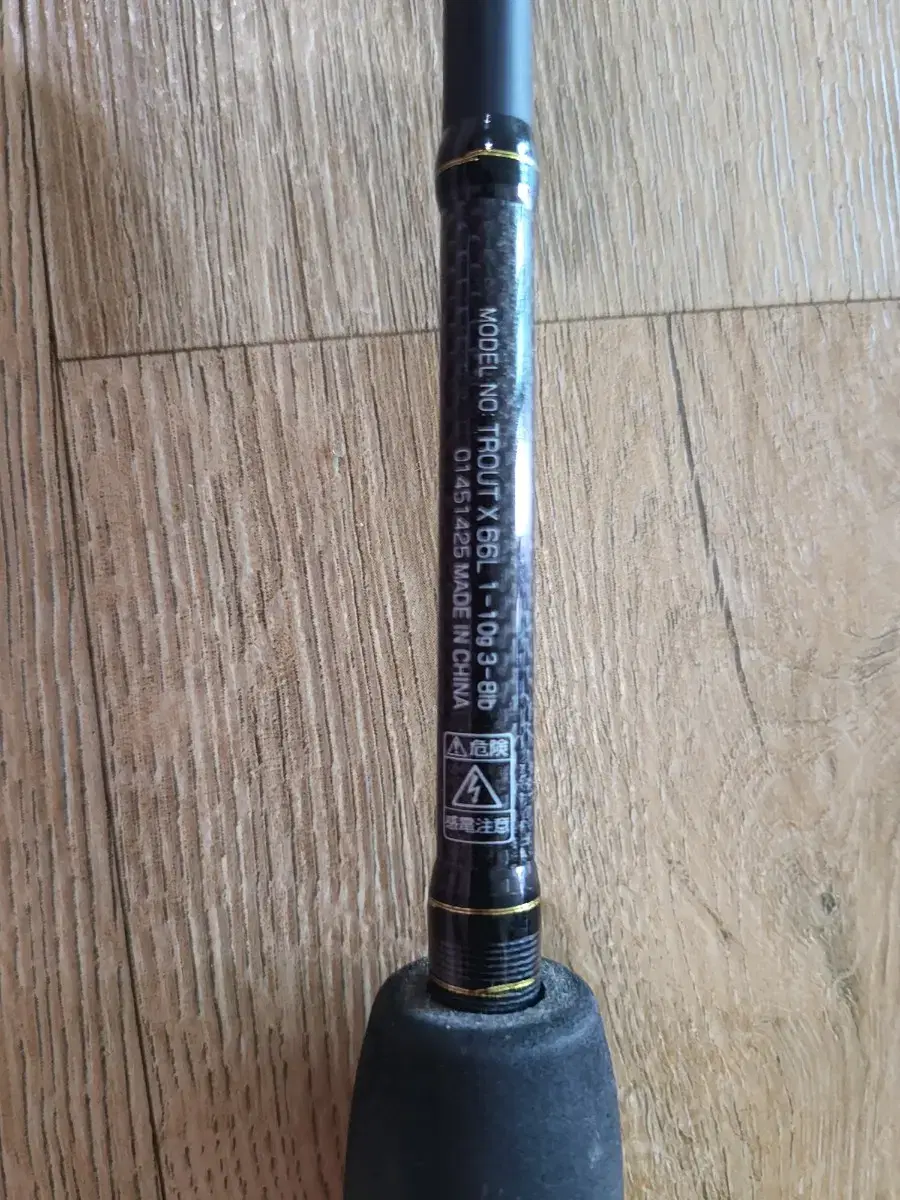 MODEL NO: TROUT X 66L 1-10g 3-8lb
01451425 MADE IN CHINA
危険
感電注意